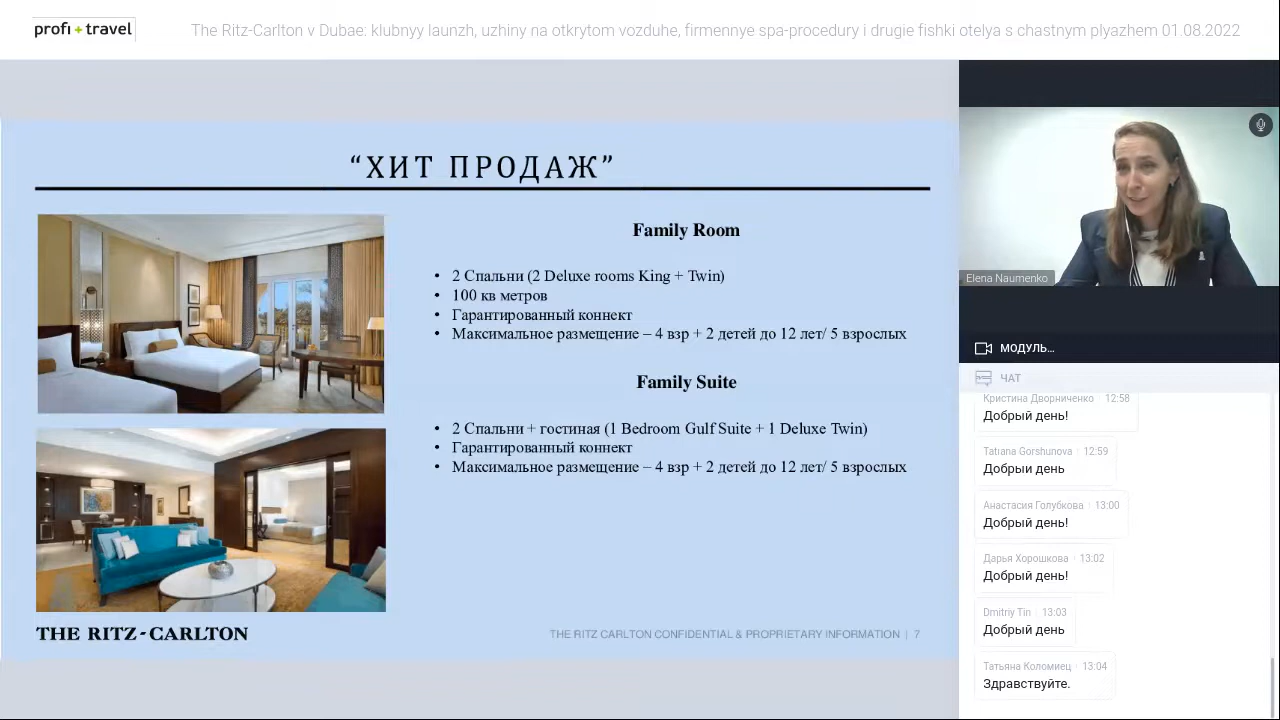 profi+travel
The Ritz-Carlton v Dubae: klubnyy launzh, uzhiny na otkrytom vozduhe, firmennye spa-procedury i drugie fishki otelya s chastnym plyazhem 01.08.2022
“ХИТ ПРОДАЖ”
Family Room
• 2 Спальни (2 Deluxe rooms King + Twin)
• 100 кв метров
• Гарантированный коннект
• Максимальное размещение – 4 взр + 2 детей до 12 лет/ 5 взрослых
Family Suite
• 2 Спальни + гостиная (1 Bedroom Gulf Suite + 1 Deluxe Twin)
• Гарантированный коннект
• Максимальное размещение – 4 взр + 2 детей до 12 лет/ 5 взрослых
THE RITZ-CARLTON
THE RITZ CARLTON CONFIDENTIAL & PROPRIETARY INFORMATION | 7
Elena Naumenko
МОДУЛЬ...
ЧАТ
Кристина Дворниченко 12:58
Добрый день!
Tatiana Gorshunova 12:59
Добрый день
Анастасия Голубкова 13:00
Добрый день!
Дарья Хорошкова 13:02
Добрый день!
Dmitriy Tin 13:03
Добрый день
Татьяна Коломиец 13:04
Здравствуйте.